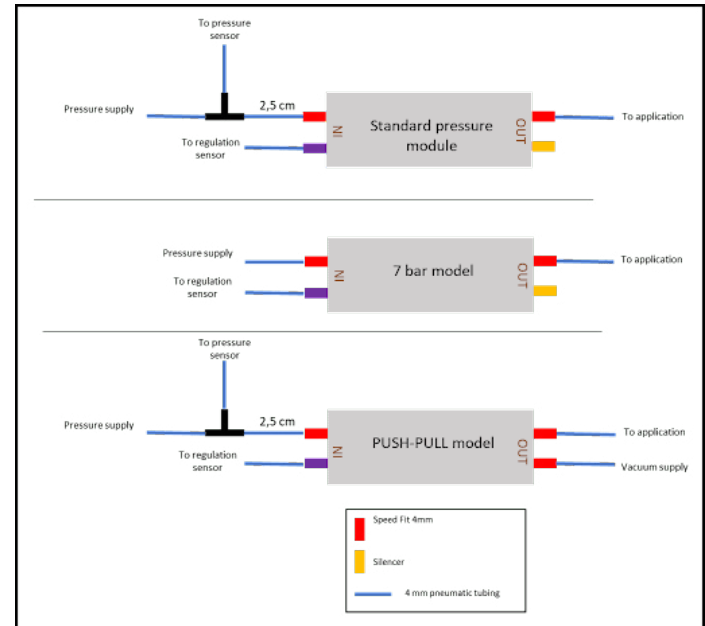 To pressure
sensor
Pressure supply
2,5 cm
To regulation
sensor
IN
Standard pressure
module
OUT
To application
Pressure supply
To regulation
sensor
IN
7 bar model
OUT
To application
To pressure
sensor
Pressure supply
2,5 cm
To regulation
sensor
IN
PUSH-PULL model
OUT
To application
Vacuum supply
Speed Fit 4mm
Silencer
4 mm pneumatic tubing